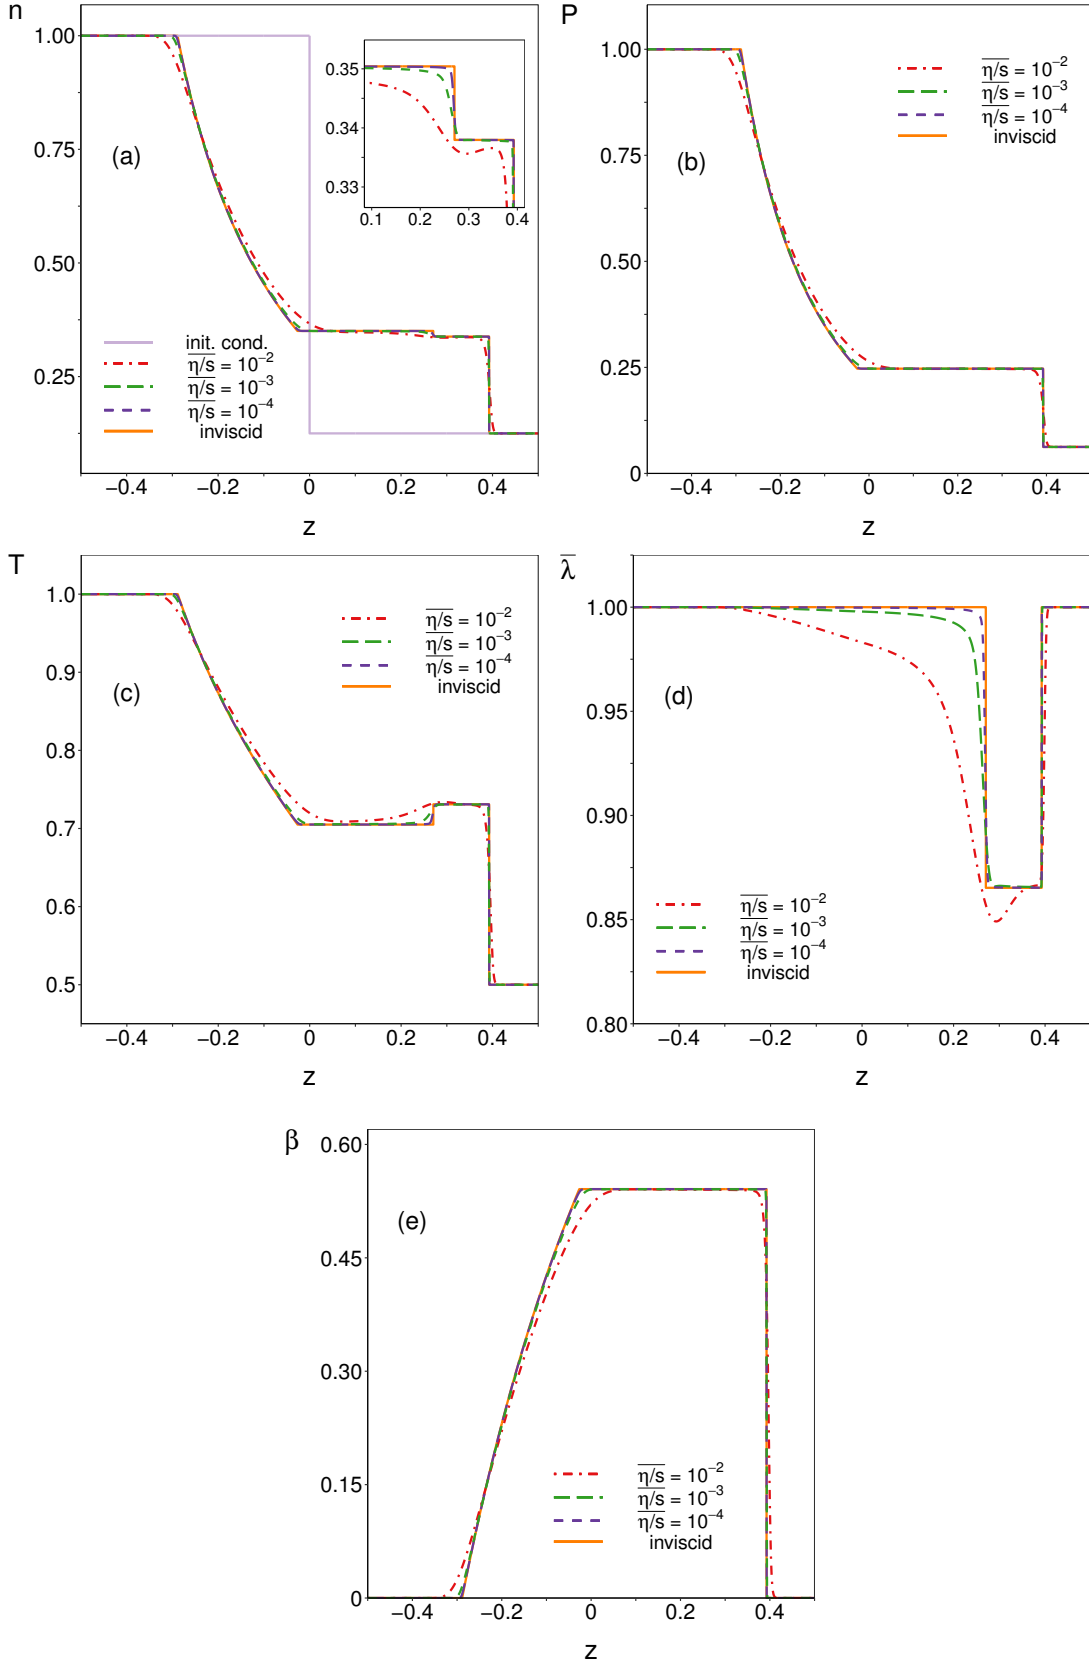 n
1.00
0.75
0.50
0.25
−0.4
−0.2
0
0.2
0.4
z
(a)
0.35
0.34
0.33
0.1
0.2
0.3
0.4
init. cond.
η/s = 10⁻²
η/s = 10⁻³
η/s = 10⁻⁴
inviscid
P
1.00
0.75
0.50
0.25
0
−0.4
−0.2
0
0.2
0.4
z
(b)
η/s = 10⁻²
η/s = 10⁻³
η/s = 10⁻⁴
inviscid
T
1.0
0.9
0.8
0.7
0.6
0.5
−0.4
−0.2
0
0.2
0.4
z
(c)
η/s = 10⁻²
η/s = 10⁻³
η/s = 10⁻⁴
inviscid
λ
1.00
0.95
0.90
0.85
0.80
−0.4
−0.2
0
0.2
0.4
z
(d)
η/s = 10⁻²
η/s = 10⁻³
η/s = 10⁻⁴
inviscid
β
0.60
0.45
0.30
0.15
0
−0.4
−0.2
0
0.2
0.4
z
(e)
η/s = 10⁻²
η/s = 10⁻³
η/s = 10⁻⁴
inviscid